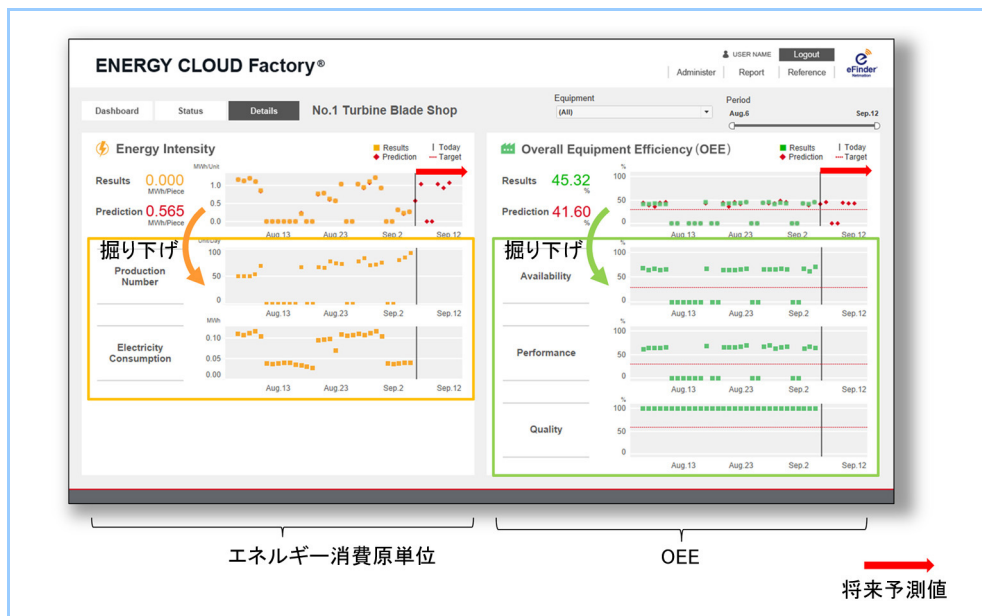 ENERGY CLOUD Factory®
USER NAME
Logout
Administer
Report
Reference
eFinder
Dashboard
Status
Details
No.1 Turbine Blade Shop
Equipment
(All)
Period
Aug.6
Sep.12
Energy Intensity
Results
Today
Prediction
Target
Results
0.000
MWh/Piece
Prediction
0.565
MWh/Piece
MWh/Unit
1.0
0.5
0.0
Aug.13
Aug.23
Sep.2
Sep.12
掘り下げ
Unit/Day
Production
Number
100
50
0
Aug.13
Aug.23
Sep.2
Sep.12
MWh
Electricity
Consumption
0.10
0.05
0.00
Aug.13
Aug.23
Sep.2
Sep.12
Overall Equipment Efficiency(OEE)
Results
Today
Prediction
Target
Results
45.32
%
Prediction
41.60
%
%
100
50
0
Aug.13
Aug.23
Sep.2
Sep.12
掘り下げ
Availability
%
100
50
0
Aug.13
Aug.23
Sep.2
Sep.12
Performance
100
50
0
Aug.13
Aug.23
Sep.2
Sep.12
Quality
%
100
50
0
Aug.13
Aug.23
Sep.2
Sep.12
エネルギー消費原単位
OEE
将来予測値